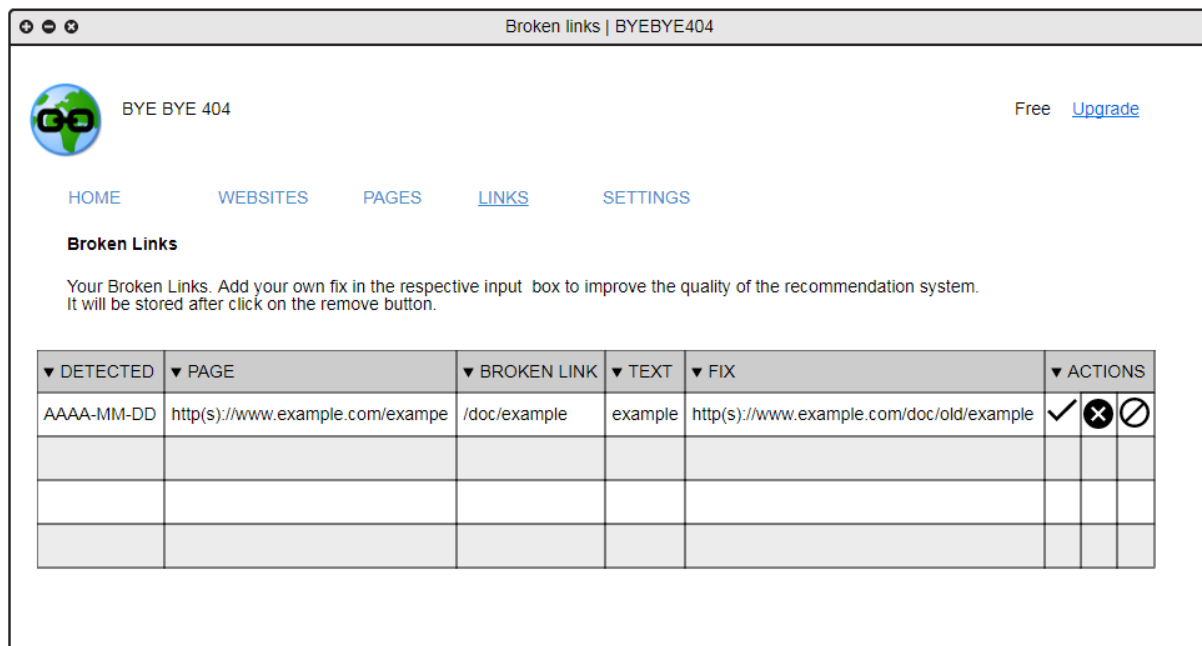 Broken links | BYEBYE404
BYE BYE 404
Free Upgrade
HOME WEBSITES PAGES LINKS SETTINGS
Broken Links
Your Broken Links. Add your own fix in the respective input box to improve the quality of the recommendation system.
It will be stored after click on the remove button.
▼ DETECTED ▼ PAGE ▼ BROKEN LINK ▼ TEXT ▼ FIX ▼ ACTIONS
AAAA-MM-DD http(s)://www.example.com/exampe /doc/example example http(s)://www.example.com/doc/old/example